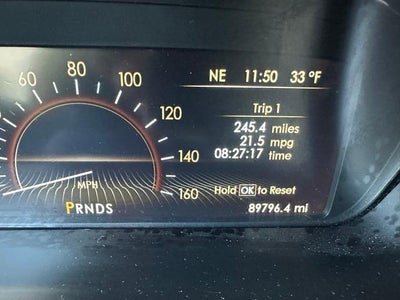 NE 11:50 33 °F
60 80 100 120 140 160
MPH
Trip 1
245.4 miles
21.5 mpg
08:27:17 time
Hold OK to Reset
PRNDS
89796.4 mi